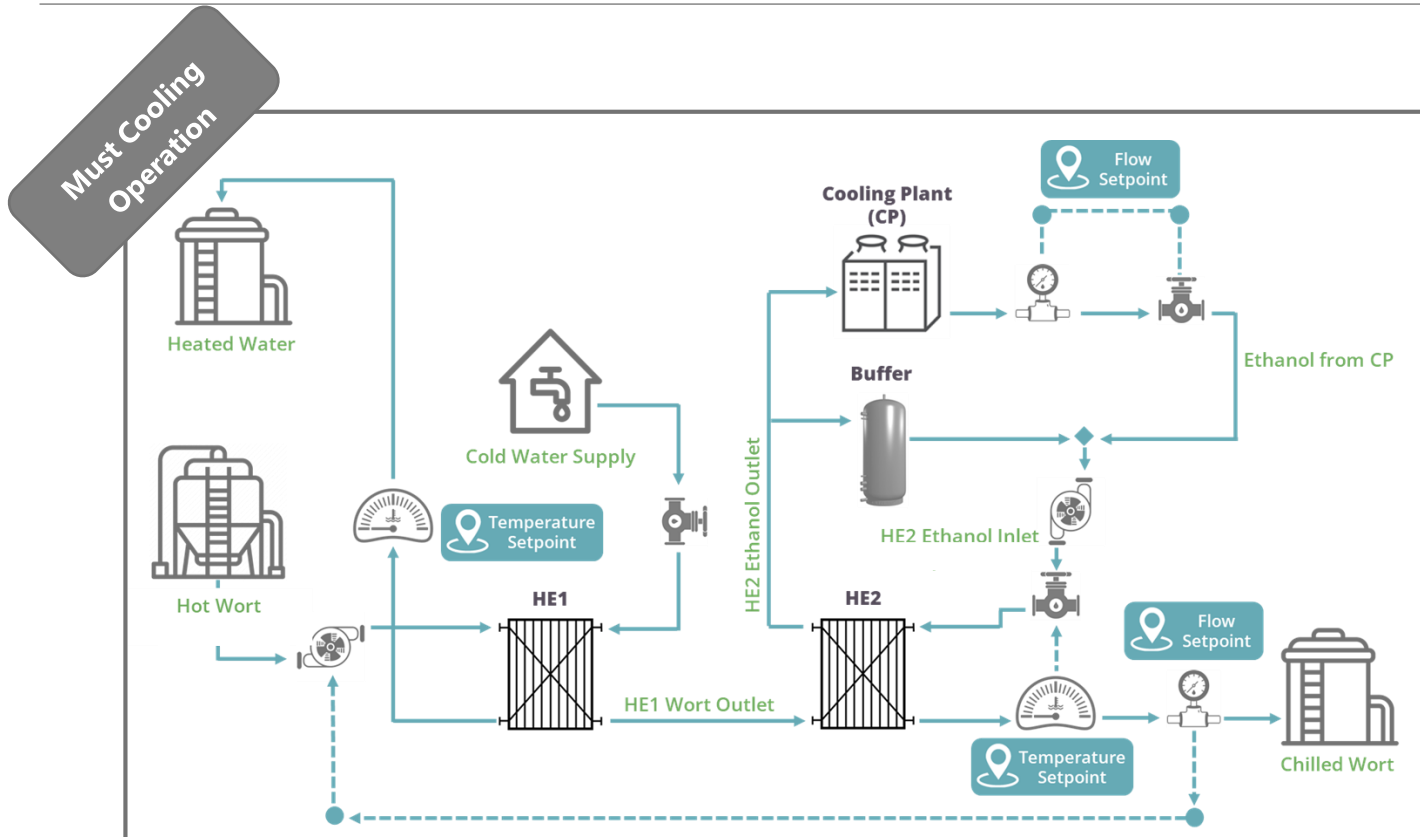 Must Cooling
Operation
Flow
Setpoint
Cooling Plant
(CP)
Heated Water
Ethanol from CP
Buffer
Cold Water Supply
HE2 Ethanol Outlet
Temperature
Setpoint
HE2 Ethanol Inlet
Hot Wort
HE1
HE2
Flow
Setpoint
HE1 Wort Outlet
Temperature
Setpoint
Chilled Wort